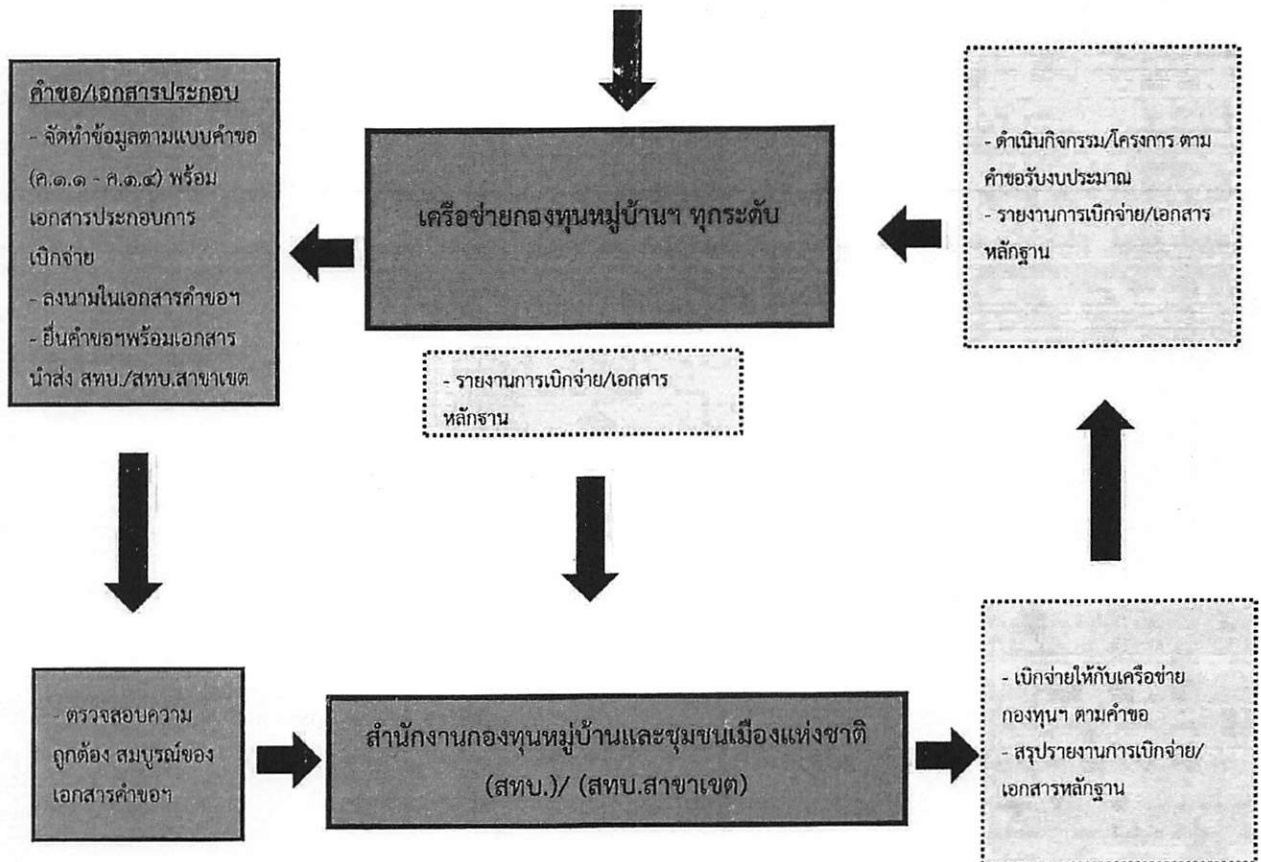 คำขอ/เอกสารประกอบ
- จัดทำข้อมูลตามแบบคำขอ
(ค.๑.๑ - ค.๑.๔) พร้อม
เอกสารประกอบการ
เบิกจ่าย
- ลงนามในเอกสารคำขอฯ
- ยื่นคำขอฯพร้อมเอกสาร
นำส่ง สทบ./สทบ.สาขาเขต
เครือข่ายกองทุนหมู่บ้านฯ ทุกระดับ
- รายงานการเบิกจ่าย/เอกสาร
หลักฐาน
- ดำเนินกิจกรรม/โครงการ ตาม
คำขอรับงบประมาณ
- รายงานการเบิกจ่าย/เอกสาร
หลักฐาน
- ตรวจสอบความ
ถูกต้อง สมบูรณ์ของ
เอกสารคำขอฯ
สำนักงานกองทุนหมู่บ้านและชุมชนเมืองแห่งชาติ
(สทบ.)/ (สทบ.สาขาเขต)
- เบิกจ่ายให้กับเครือข่าย
กองทุนฯ ตามคำขอ
- สรุปรายงานการเบิกจ่าย/
เอกสารหลักฐาน